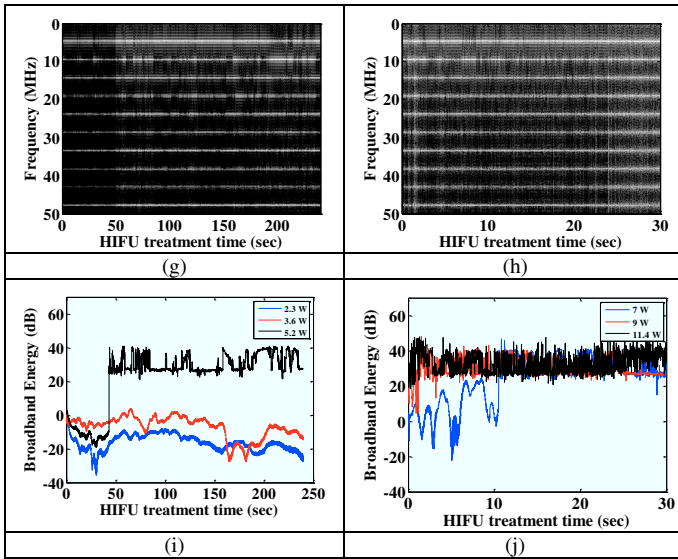 0
10
20
30
40
50
Frequency (MHz)
0 50 100 150 200
HIFU treatment time (sec)
(g)
0
10
20
30
40
50
Frequency (MHz)
0 10 20 30
HIFU treatment time (sec)
(h)
60
40
20
0
-20
-40
Broadband Energy (dB)
2.3 W
3.6 W
5.2 W
0 50 100 150 200 250
HIFU treatment time (sec)
(i)
60
40
20
0
-20
-40
Broadband Energy (dB)
7 W
9 W
11.4 W
0 10 20 30
HIFU treatment time (sec)
(j)